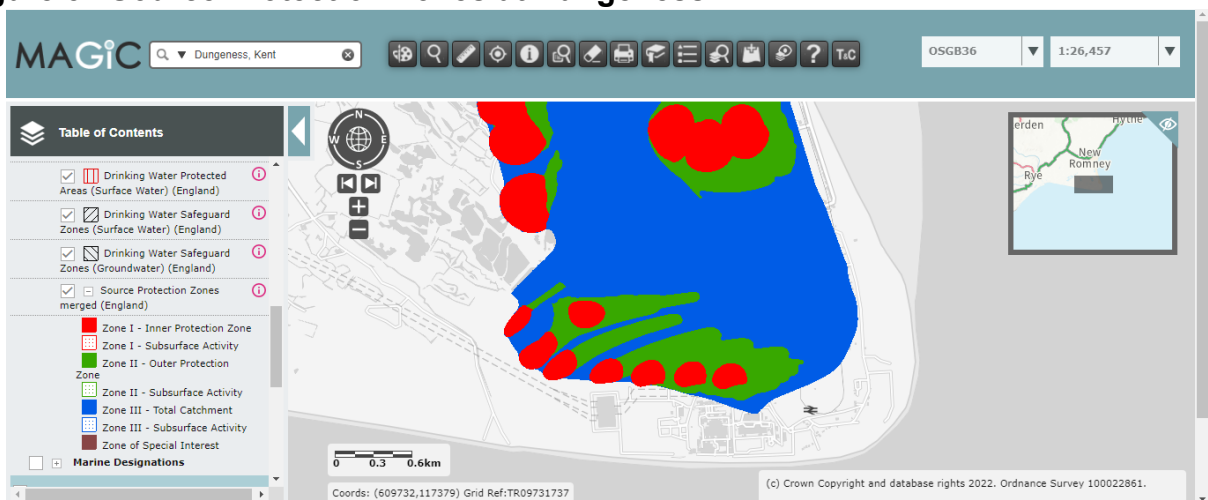 MAGiC
Dungeness, Kent
T&C
OSGB36
1:26,457
Table of Contents
Drinking Water Protected
Areas (Surface Water) (England)
Drinking Water Safeguard
Zones (Surface Water) (England)
Drinking Water Safeguard
Zones (Groundwater) (England)
Source Protection Zones
merged (England)
Zone I - Inner Protection Zone
Zone I - Subsurface Activity
Zone II - Outer Protection
Zone
Zone II - Subsurface Activity
Zone III - Total Catchment
Zone III - Subsurface Activity
Zone of Special Interest
Marine Designations
N
W E
S
erden
Hythe
New
Romney
Rye
0 0.3 0.6km
Coords: (609732,117379) Grid Ref:TR09731737
(c) Crown Copyright and database rights 2022. Ordnance Survey 100022861.